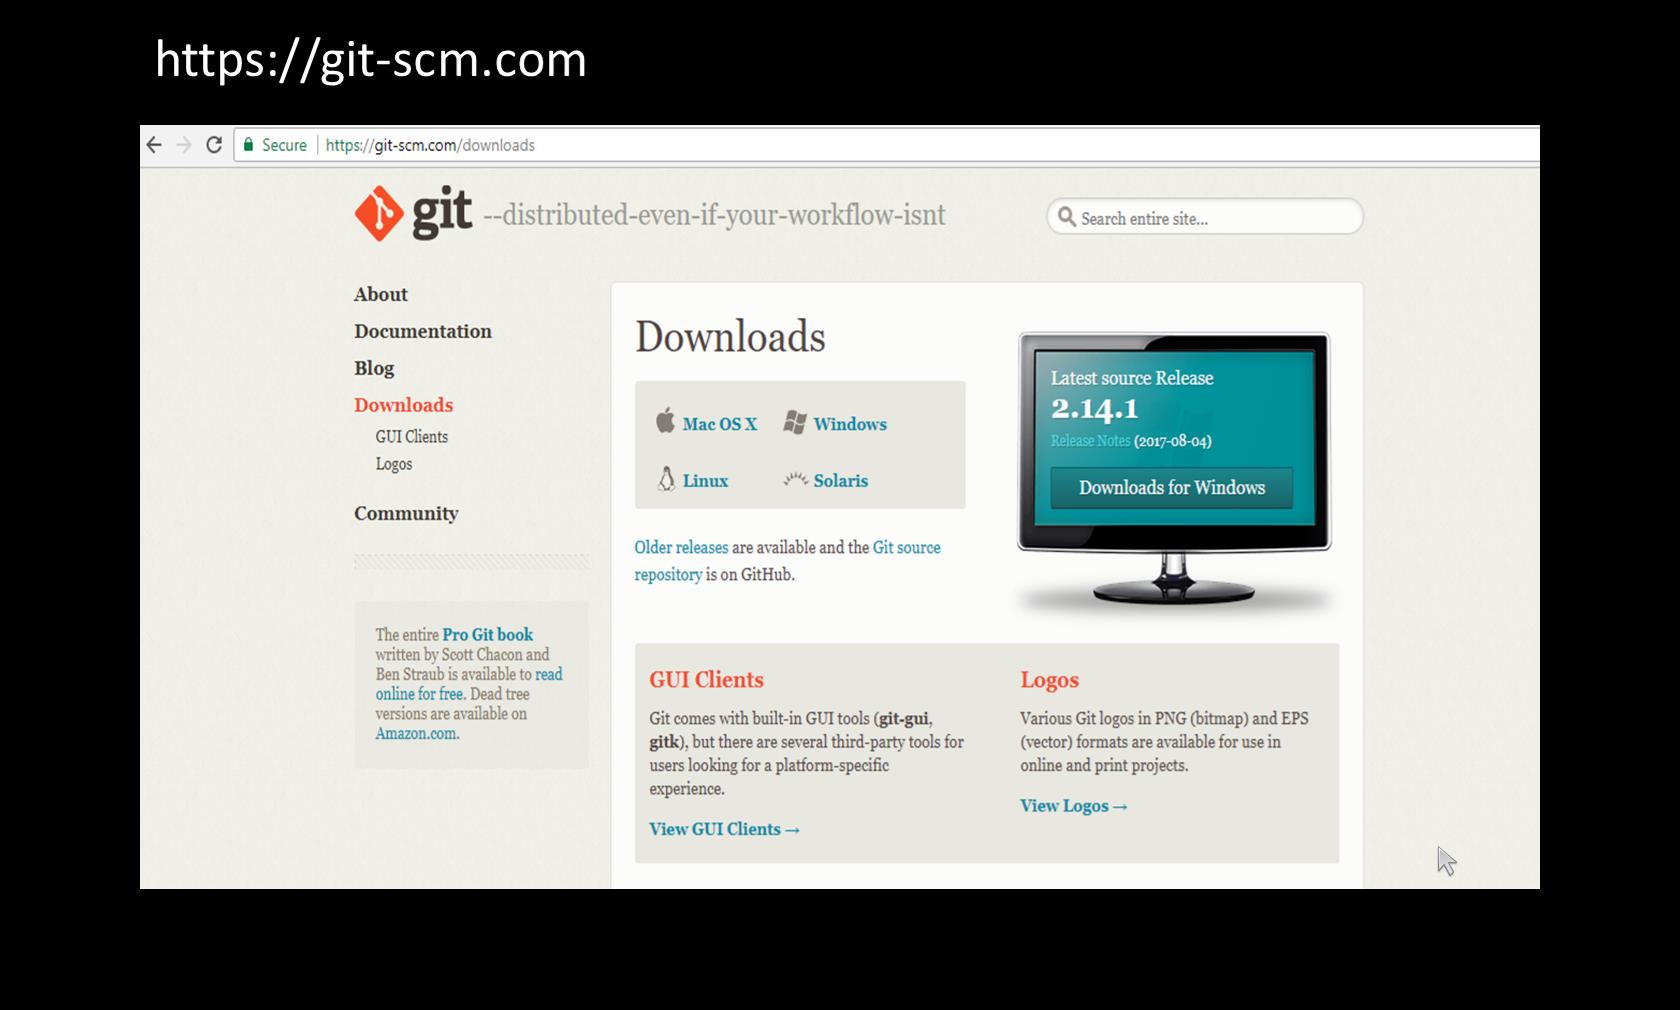 https://git-scm.com
Secure https://git-scm.com/downloads
git --distributed-even-if-your-workflow-isnt
Search entire site...
About
Documentation
Blog
Downloads
GUI Clients
Logos
Community
The entire Pro Git book
written by Scott Chacon and
Ben Straub is available to read
online for free. Dead tree
versions are available on
Amazon.com.
Downloads
Mac OS X Windows
Linux Solaris
Older releases are available and the Git source
repository is on GitHub.
Latest source Release
2.14.1
Release Notes (2017-08-04)
Downloads for Windows
GUI Clients
Git comes with built-in GUI tools (git-gui,
gitk), but there are several third-party tools for
users looking for a platform-specific
experience.
View GUI Clients →
Logos
Various Git logos in PNG (bitmap) and EPS
(vector) formats are available for use in
online and print projects.
View Logos →